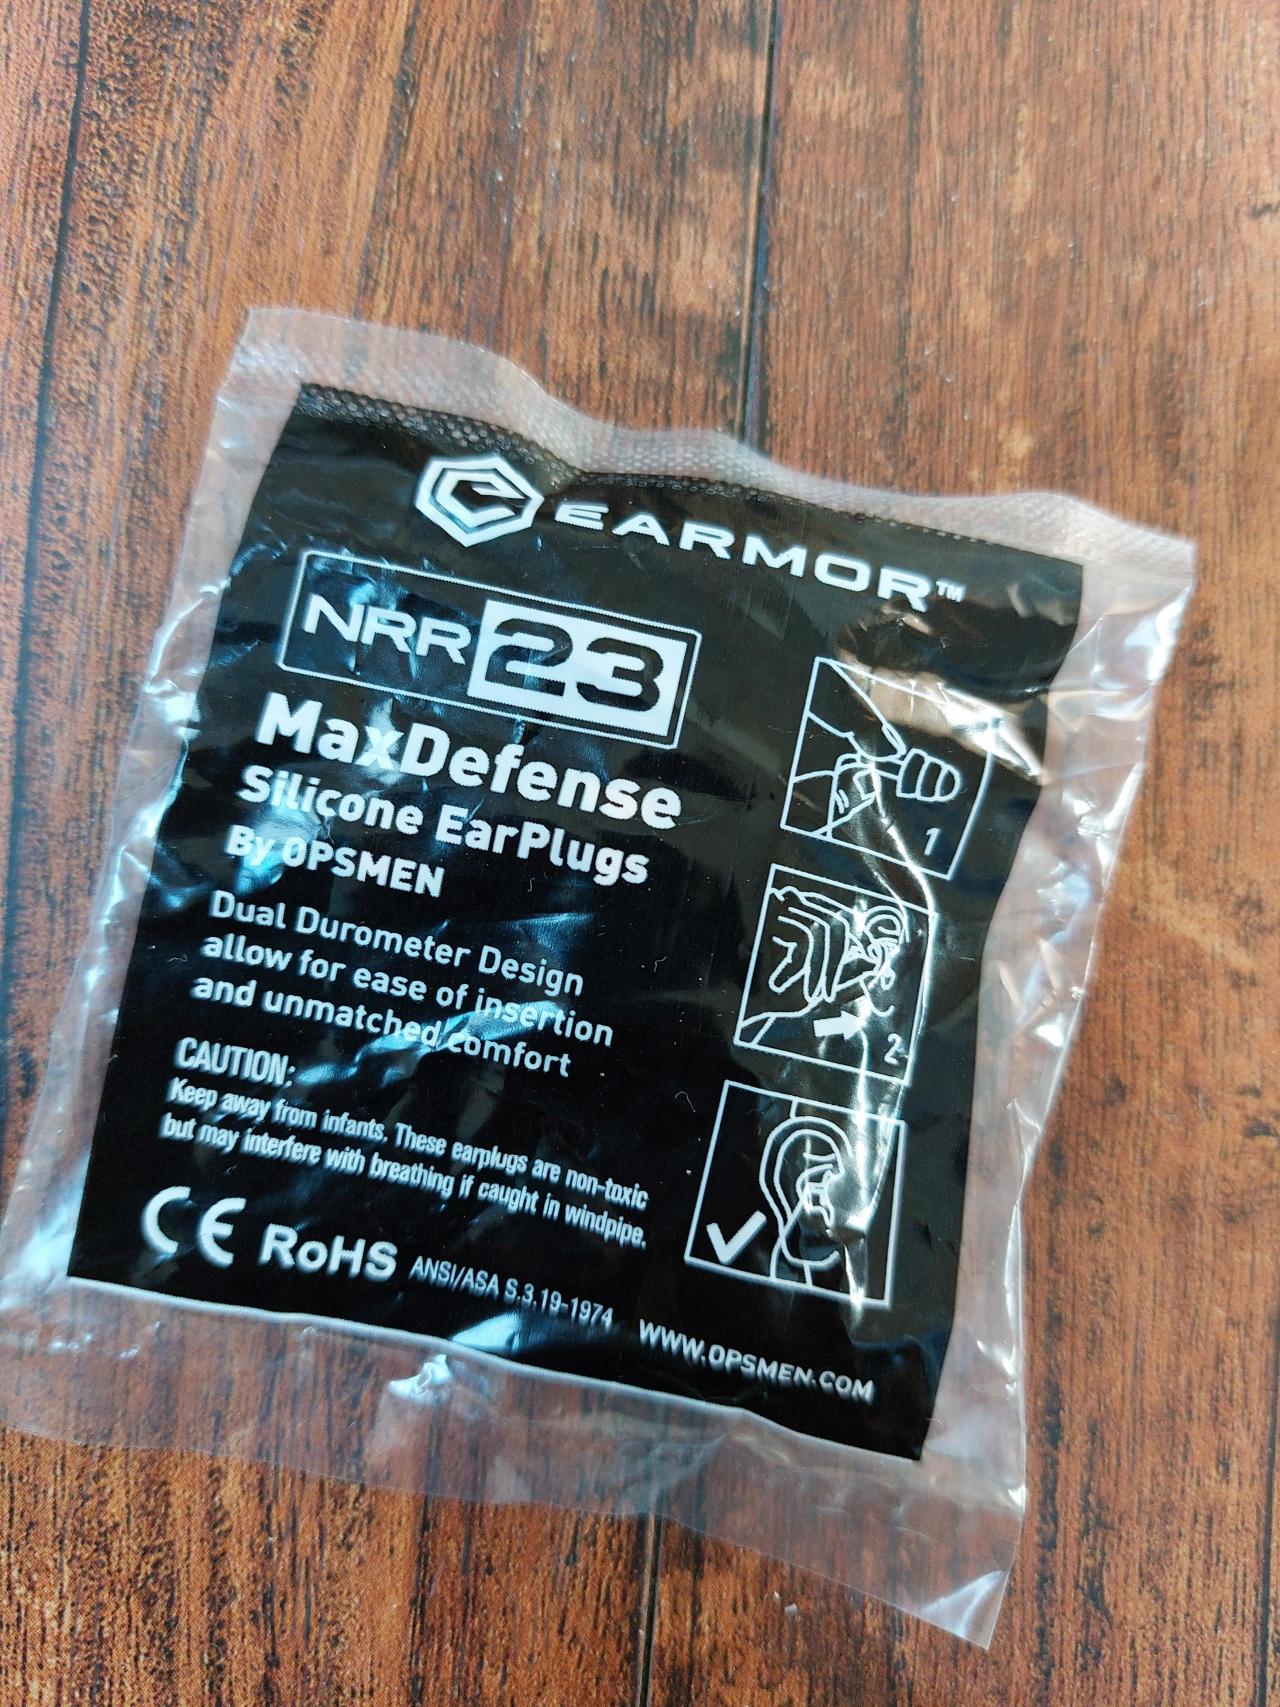 EARMOR™
NRR 23
MaxDefense
Silicone EarPlugs
By OPSMEN
Dual Durometer Design
allow for ease of insertion
and unmatched comfort
CAUTION:
Keep away from infants. These earplugs are non-toxic
but may interfere with breathing if caught in windpipe.
CE RoHS ANSI/ASA S.3.19-1974
WWW.OPSMEN.COM
1
2